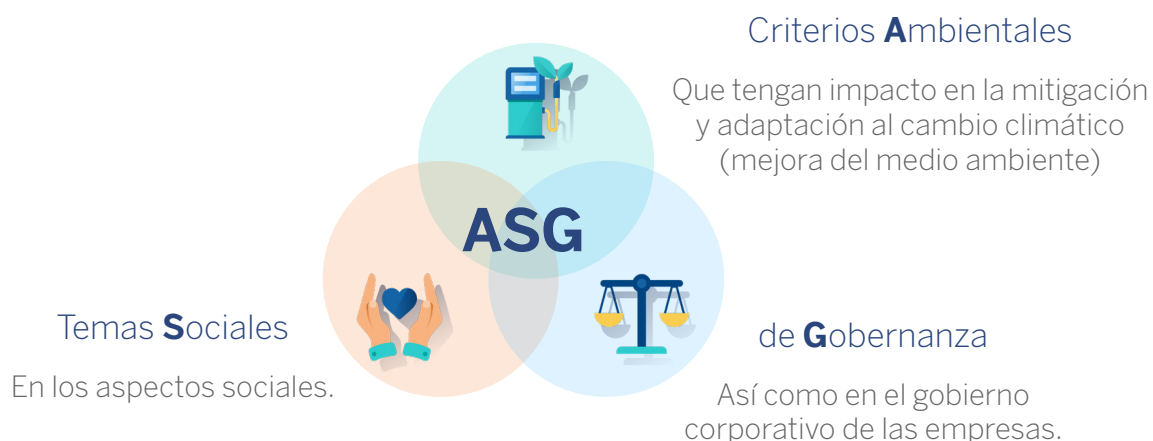 Criterios Ambientales
Que tengan impacto en la mitigación
y adaptación al cambio climático
(mejora del medio ambiente)
ASG
Temas Sociales
En los aspectos sociales.
de Gobernanza
Así como en el gobierno
corporativo de las empresas.